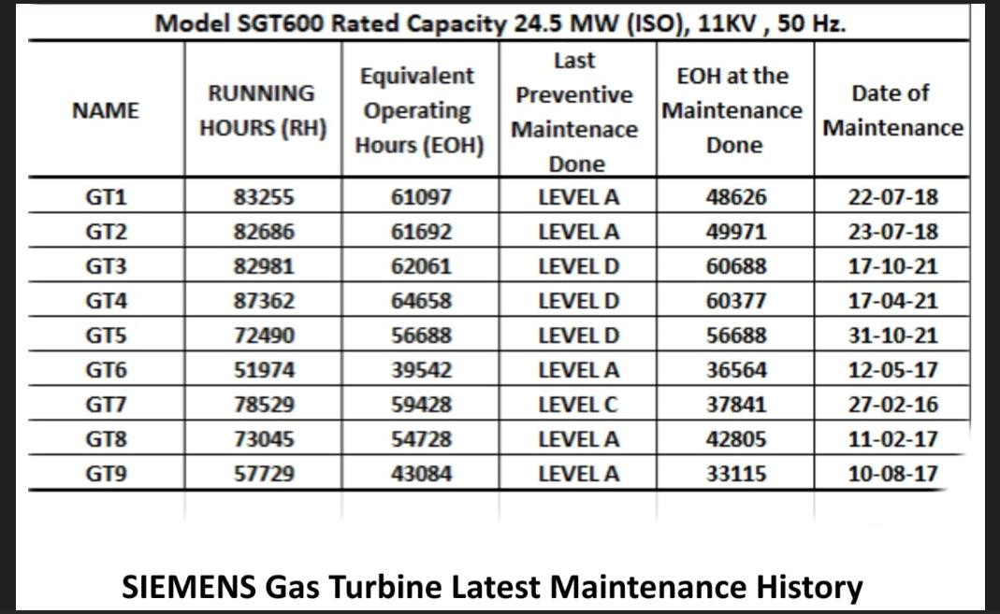 Model SGT600 Rated Capacity 24.5 MW (ISO), 11KV , 50 Hz.
NAME RUNNING HOURS (RH) Equivalent Operating Hours (EOH) Last Preventive Maintenace Done EOH at the Maintenance Done Date of Maintenance
GT1 83255 61097 LEVEL A 48626 22-07-18
GT2 82686 61692 LEVEL A 49971 23-07-18
GT3 82981 62061 LEVEL D 60688 17-10-21
GT4 87362 64658 LEVEL D 60377 17-04-21
GT5 72490 56688 LEVEL D 56688 31-10-21
GT6 51974 39542 LEVEL A 36564 12-05-17
GT7 78529 59428 LEVEL C 37841 27-02-16
GT8 73045 54728 LEVEL A 42805 11-02-17
GT9 57729 43084 LEVEL A 33115 10-08-17
SIEMENS Gas Turbine Latest Maintenance History